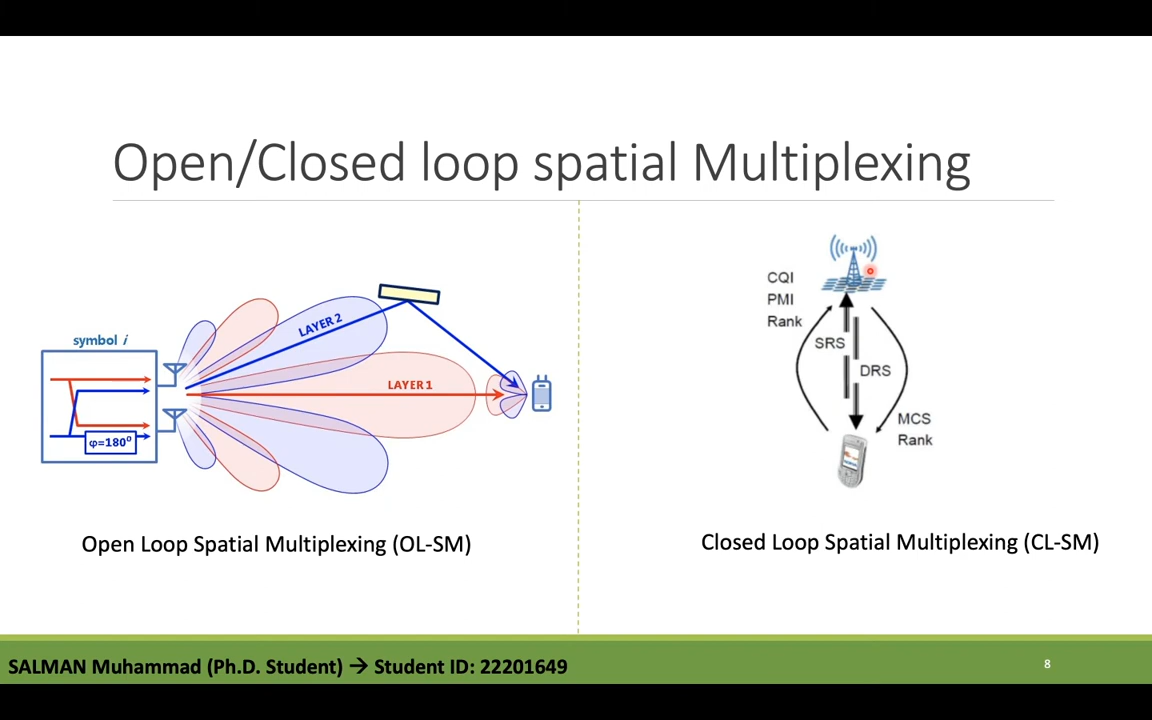 Open/Closed loop spatial Multiplexing
symbol i
φ=180⁰
LAYER 2
LAYER 1
Open Loop Spatial Multiplexing (OL-SM)
CQI
PMI
Rank
SRS
DRS
MCS
Rank
Closed Loop Spatial Multiplexing (CL-SM)
SALMAN Muhammad (Ph.D. Student) → Student ID: 22201649
8